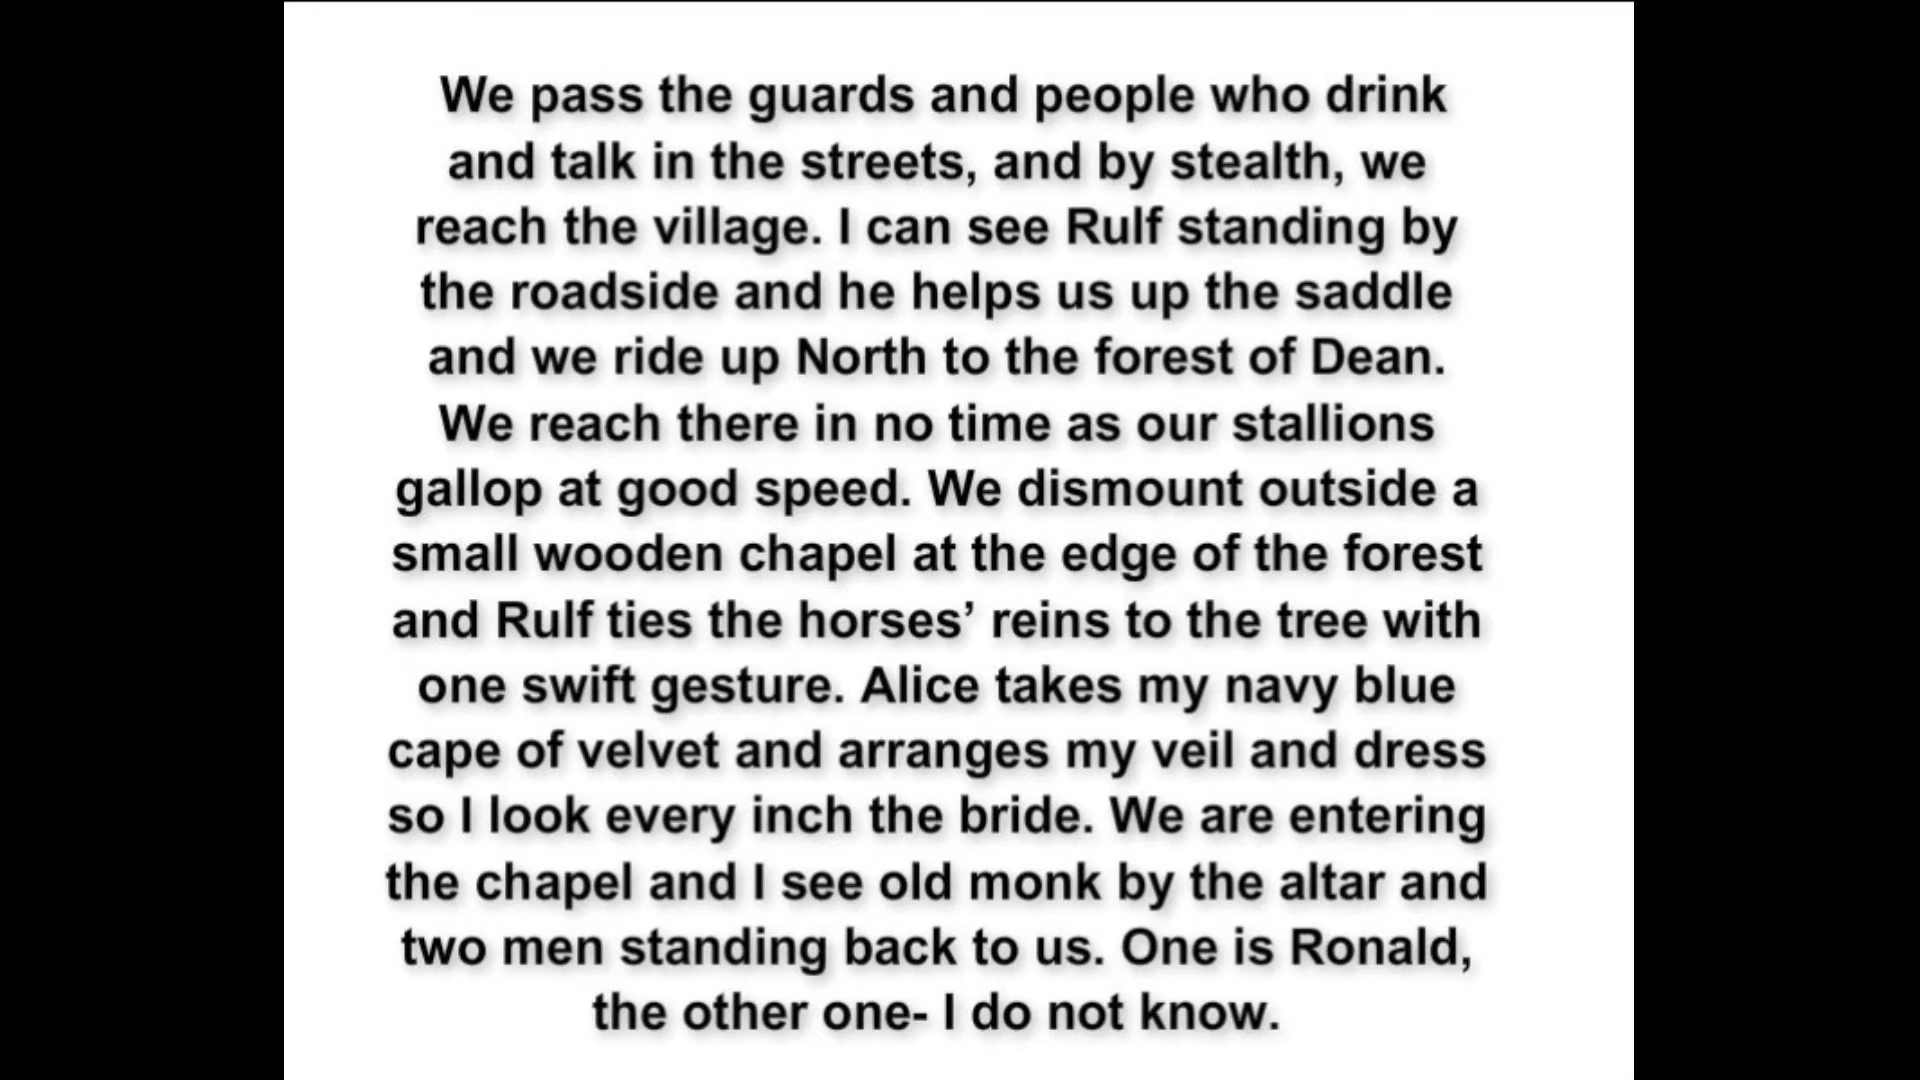 We pass the guards and people who drink
and talk in the streets, and by stealth, we
reach the village. I can see Rulf standing by
the roadside and he helps us up the saddle
and we ride up North to the forest of Dean.
We reach there in no time as our stallions
gallop at good speed. We dismount outside a
small wooden chapel at the edge of the forest
and Rulf ties the horses’ reins to the tree with
one swift gesture. Alice takes my navy blue
cape of velvet and arranges my veil and dress
so I look every inch the bride. We are entering
the chapel and I see old monk by the altar and
two men standing back to us. One is Ronald,
the other one- I do not know.